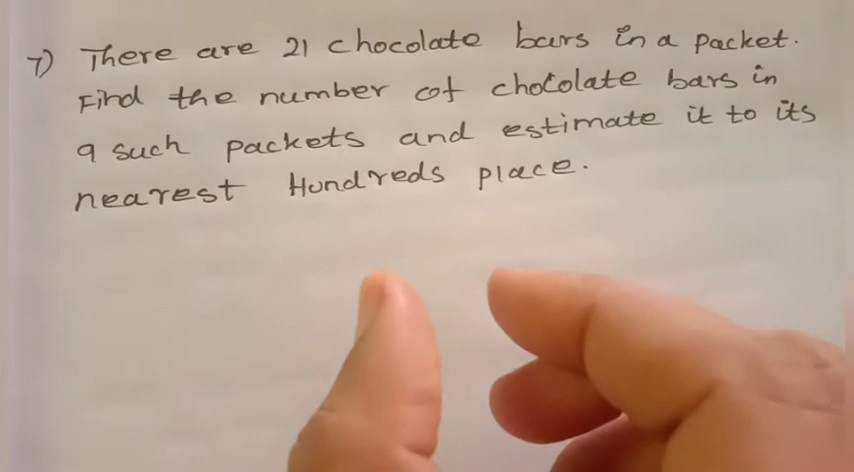 7) There are 21 chocolate bars in a packet.
Find the number of chocolate bars in
9 such packets and estimate it to its
nearest Hundreds place.